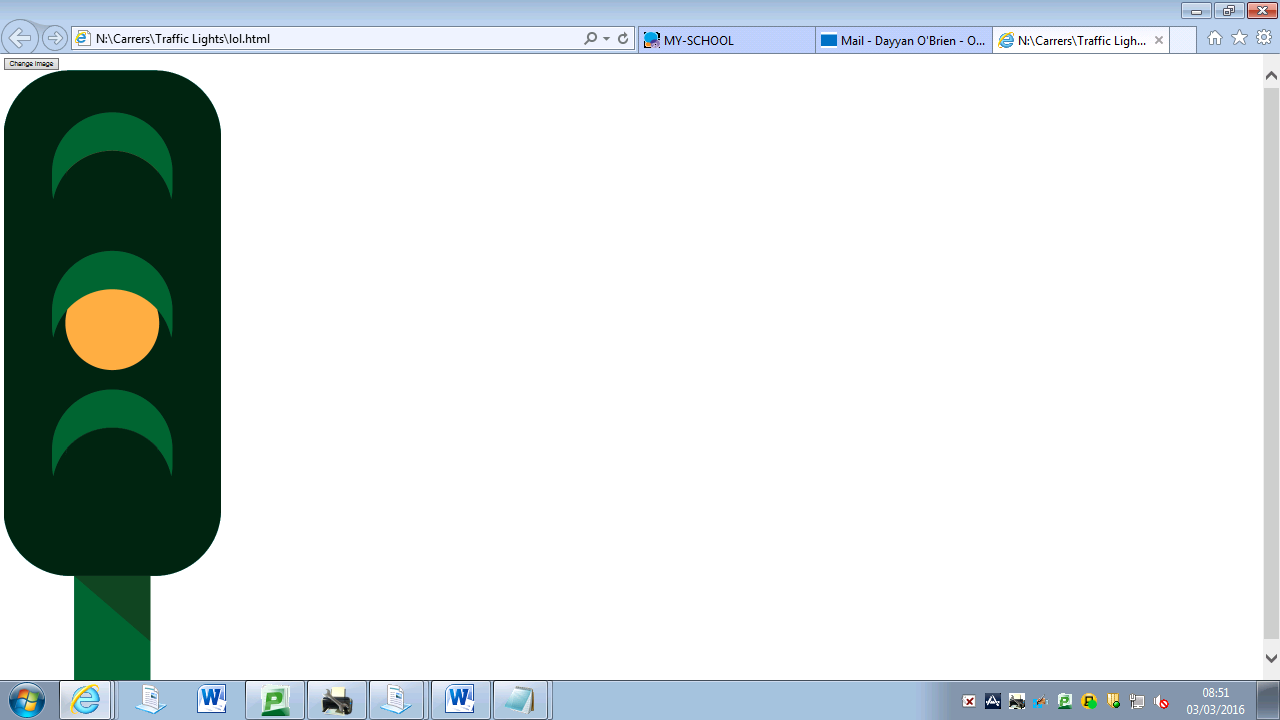 N:\Carrers\Traffic Lights\lol.html
MY-SCHOOL
Mail - Dayyan O'Brien - O...
N:\Carrers\Traffic Ligh...
Change Image
08:51
03/03/2016